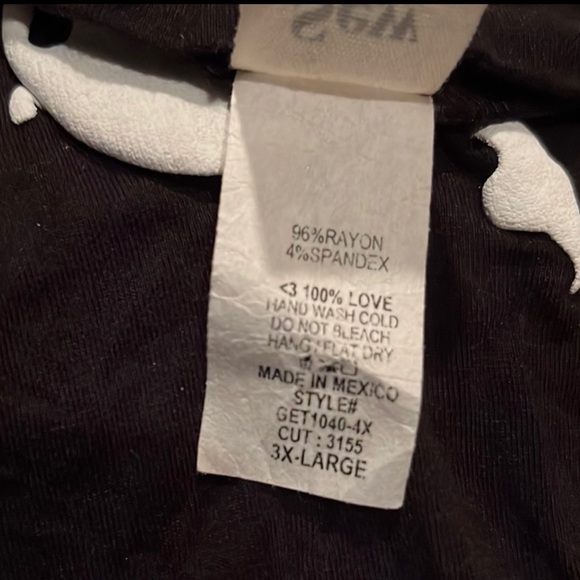 Sew
96%RAYON
4%SPANDEX
<3 100% LOVE
HAND WASH COLD
DO NOT BLEACH
HANG / FLAT DRY
MADE IN MEXICO
STYLE#
GET1040-4X
CUT : 3155
3X-LARGE